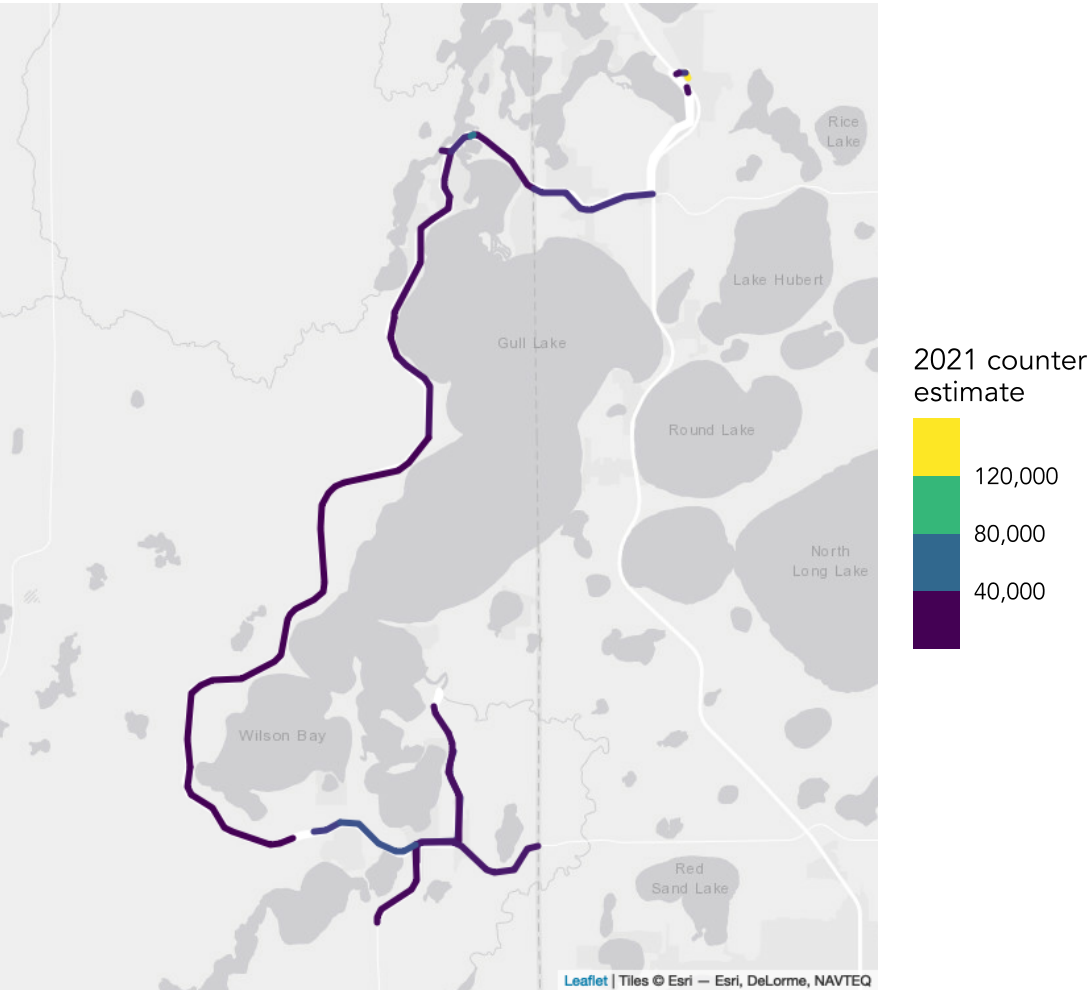 Rice
Lake
Lake Hubert
Gull Lake
2021 counter
estimate
Round Lake
120,000
80,000
North
Long Lake
40,000
Wilson Bay
Red
Sand Lake
Leaflet | Tiles © Esri — Esri, DeLorme, NAVTEQ